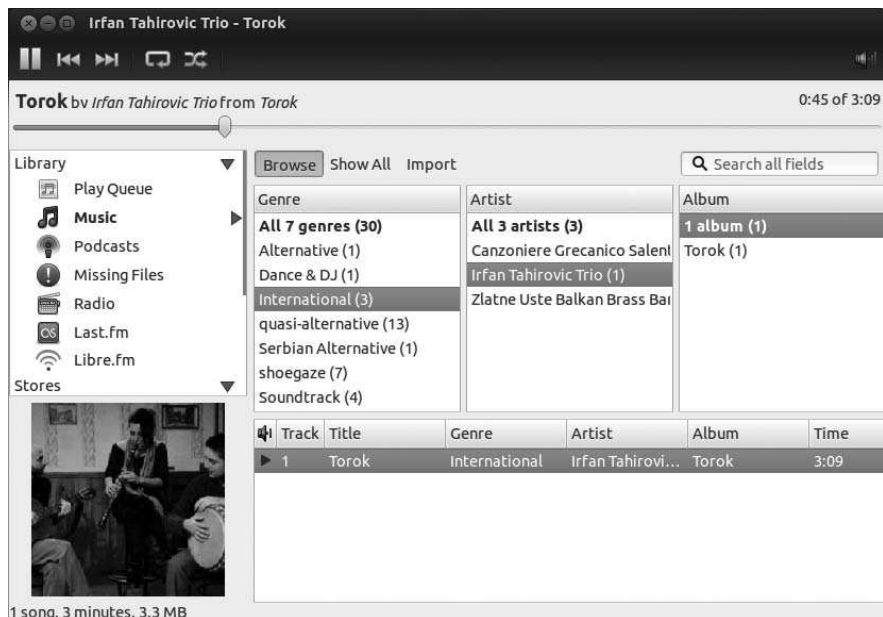 Irfan Tahirovic Trio - Torok
Torok by Irfan Tahirovic Trio from Torok
0:45 of 3:09
Library
Play Queue
Music
Podcasts
Missing Files
Radio
Last.fm
Libre.fm
Stores
Browse Show All Import
Search all fields
Genre
All 7 genres (30)
Alternative (1)
Dance & DJ (1)
International (3)
quasi-alternative (13)
Serbian Alternative (1)
shoegaze (7)
Soundtrack (4)
Artist
All 3 artists (3)
Canzoniere Grecanico Salent
Irfan Tahirovic Trio (1)
Zlatne Uste Balkan Brass Bar
Album
1 album (1)
Torok (1)
Track Title Genre Artist Album Time
1 Torok International Irfan Tahirovi... Torok 3:09
1 song, 3 minutes, 3.3 MB